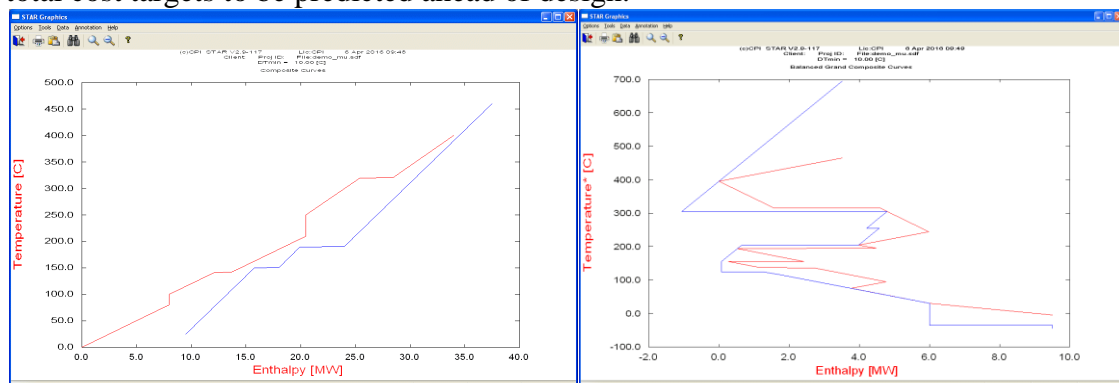 total cost targets to be predicted ahead of design.
STAR Graphics
Options Tools Data Annotation Help
(c)CPI STAR V2.9-117 Lic:CPI 6 Apr 2016 09:48
Client: Proj ID: File:demo_mu.sdf
DTmin = 10.00 [C]
Composite Curves
500.0
450.0
400.0
350.0
300.0
250.0
200.0
150.0
100.0
50.0
0.0
Temperature [C]
0.0 5.0 10.0 15.0 20.0 25.0 30.0 35.0 40.0
Enthalpy [MW]
STAR Graphics
Options Tools Data Annotation Help
(c)CPI STAR V2.9-117 Lic:CPI 6 Apr 2016 09:49
Client: Proj ID: File:demo_mu.sdf
DTmin = 10.00 [C]
Balanced Grand Composite Curves
700.0
600.0
500.0
400.0
300.0
200.0
100.0
0.0
-100.0
Temperature* [C]
-2.0 0.0 2.0 4.0 6.0 8.0 10.0
Enthalpy [MW]